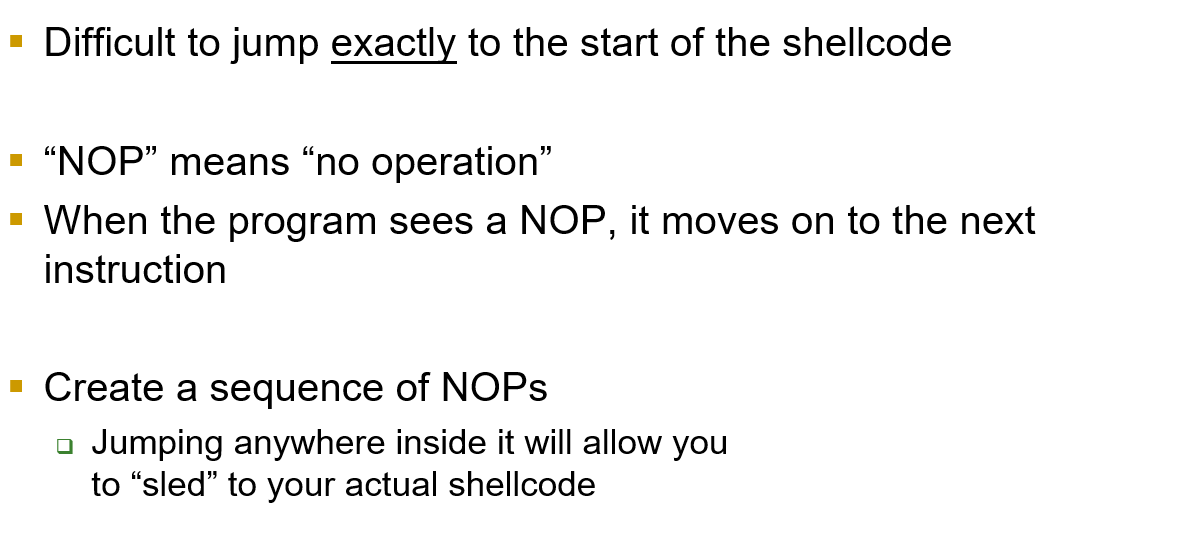 Difficult to jump exactly to the start of the shellcode
“NOP” means “no operation”
When the program sees a NOP, it moves on to the next
instruction
Create a sequence of NOPs
Jumping anywhere inside it will allow you
to “sled” to your actual shellcode